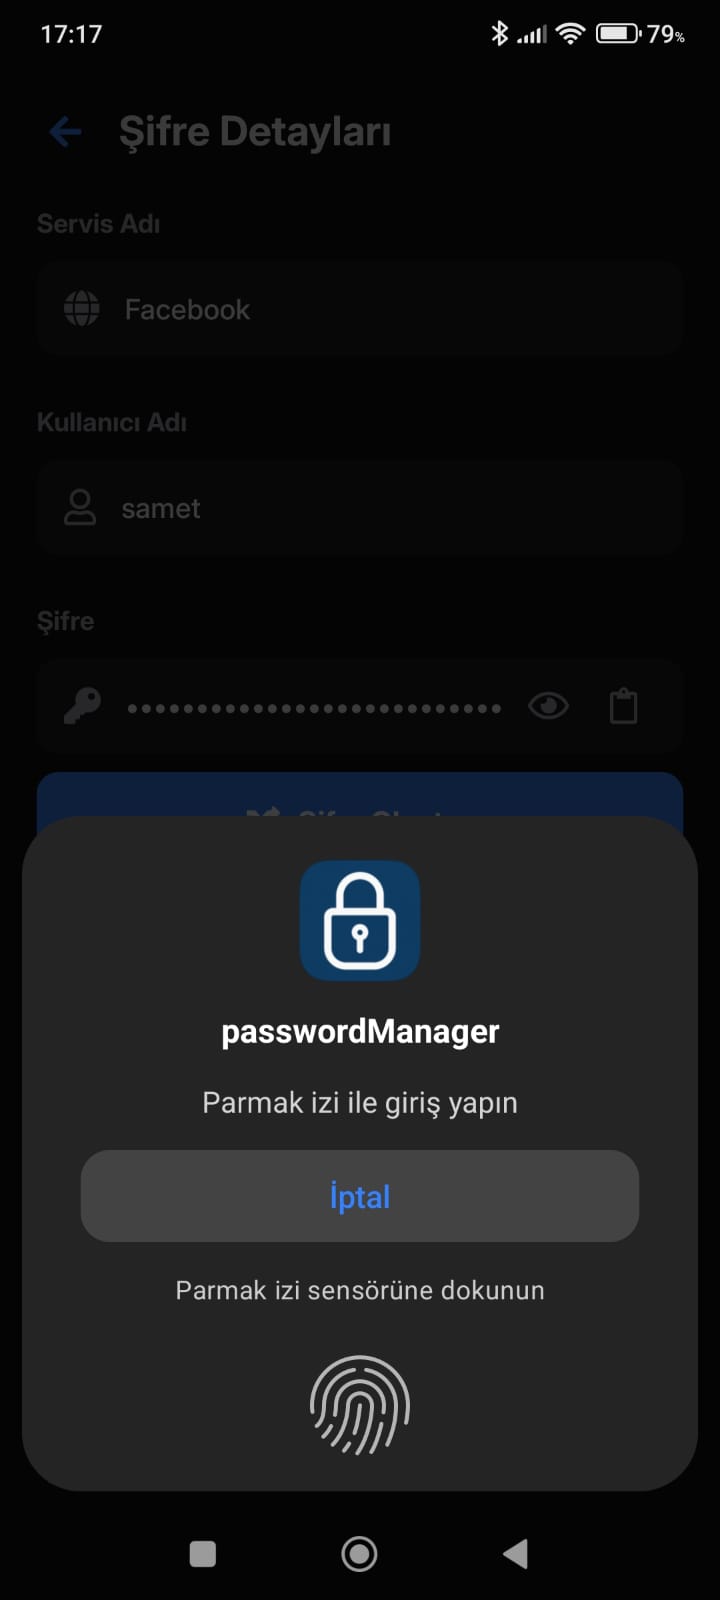 17:17
79%
Şifre Detayları
Servis Adı
Facebook
Kullanıcı Adı
samet
Şifre
passwordManager
Parmak izi ile giriş yapın
İptal
Parmak izi sensörüne dokunun